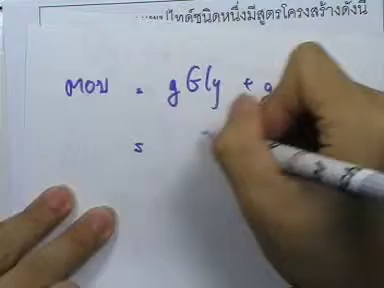 ไทด์ชนิดหนึ่งมีสูตรโครงสร้างดังนี้
ตอบ = g Gly +
=